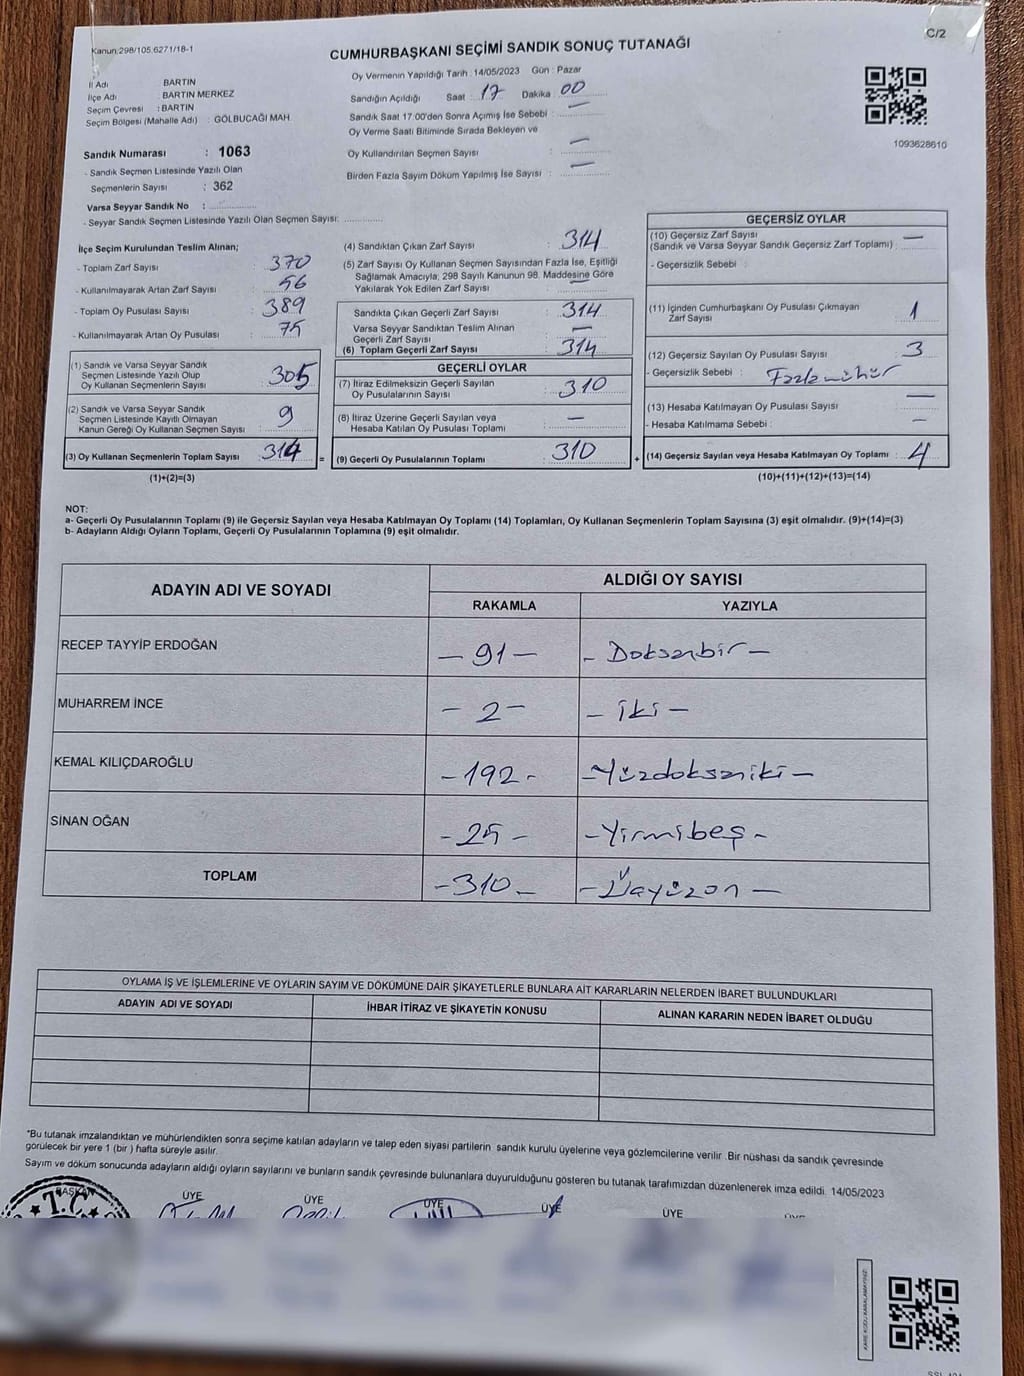 Kanun:298/105.6271/18-1
C/2
CUMHURBAŞKANI SEÇİMİ SANDIK SONUÇ TUTANAĞI
İl Adı BARTIN
İlçe Adı BARTIN MERKEZ
Seçim Çevresi : BARTIN
Seçim Bölgesi (Mahalle Adı) : GÖLBUCAĞI MAH.
Oy Vermenin Yapıldığı Tarih : 14/05/2023 Gün : Pazar
Sandığın Açıldığı Saat : 17 Dakika : 00
Sandık Saat 17:00'den Sonra Açımış İse Sebebi : —
Oy Verme Saati Bitiminde Sırada Bekleyen ve
Oy Kullandırılan Seçmen Sayısı : —
Birden Fazla Sayım Döküm Yapılmış İse Sayısı : —
1093628610
Sandık Numarası : 1063
- Sandık Seçmen Listesinde Yazılı Olan
Seçmenlerin Sayısı : 362
Varsa Seyyar Sandık No :
- Seyyar Sandık Seçmen Listesinde Yazılı Olan Seçmen Sayısı:
İlçe Seçim Kurulundan Teslim Alınan;
- Toplam Zarf Sayısı : 370
- Kullanılmayarak Artan Zarf Sayısı : 56
- Toplam Oy Pusulası Sayısı : 389
- Kullanılmayarak Artan Oy Pusulası : 75
(1) Sandık ve Varsa Seyyar Sandık
Seçmen Listesinde Yazılı Olup
Oy Kullanan Seçmenlerin Sayısı : 305
(2) Sandık ve Varsa Seyyar Sandık
Seçmen Listesinde Kayıtlı Olmayan
Kanun Gereği Oy Kullanan Seçmen Sayısı : 9
(3) Oy Kullanan Seçmenlerin Toplam Sayısı : 314
(1)+(2)=(3)
(4) Sandıktan Çıkan Zarf Sayısı : 314
(5) Zarf Sayısı Oy Kullanan Seçmen Sayısından Fazla İse, Eşitliği
Sağlamak Amacıyla, 298 Sayılı Kanunun 98. Maddesine Göre
Yakılarak Yok Edilen Zarf Sayısı : —
Sandıkta Çıkan Geçerli Zarf Sayısı : 314
Varsa Seyyar Sandıktan Teslim Alınan
Geçerli Zarf Sayısı : —
(6) Toplam Geçerli Zarf Sayısı : 314
GEÇERLİ OYLAR
(7) İtiraz Edilmeksizin Geçerli Sayılan
Oy Pusulalarının Sayısı : 310
(8) İtiraz Üzerine Geçerli Sayılan veya
Hesaba Katılan Oy Pusulası Toplamı : —
= (9) Geçerli Oy Pusulalarının Toplamı : 310
GEÇERSİZ OYLAR
(10) Geçersiz Zarf Sayısı
(Sandık ve Varsa Seyyar Sandık Geçersiz Zarf Toplamı) : —
- Geçersizlik Sebebi :
(11) İçinden Cumhurbaşkanı Oy Pusulası Çıkmayan
Zarf Sayısı : 1
(12) Geçersiz Sayılan Oy Pusulası Sayısı : 3
- Geçersizlik Sebebi : Fazla mühür
(13) Hesaba Katılmayan Oy Pusulası Sayısı : —
- Hesaba Katılmama Sebebi : —
+ (14) Geçersiz Sayılan veya Hesaba Katılmayan Oy Toplamı : 4
(10)+(11)+(12)+(13)=(14)
NOT:
a- Geçerli Oy Pusulalarının Toplamı (9) ile Geçersiz Sayılan veya Hesaba Katılmayan Oy Toplamı (14) Toplamları, Oy Kullanan Seçmenlerin Toplam Sayısına (3) eşit olmalıdır. (9)+(14)=(3)
b- Adayların Aldığı Oyların Toplamı, Geçerli Oy Pusulalarının Toplamına (9) eşit olmalıdır.
ADAYIN ADI VE SOYADI ALDIĞI OY SAYISI
RAKAMLA YAZIYLA
RECEP TAYYİP ERDOĞAN – 91 – – Doksanbir –
MUHARREM İNCE – 2 – – iki –
KEMAL KILIÇDAROĞLU – 192 – – Yüzdoksaniki –
SİNAN OĞAN – 25 – – Yirmibeş –
TOPLAM – 310 – – Üçyüzon –
OYLAMA İŞ VE İŞLEMLERİNE VE OYLARIN SAYIM VE DÖKÜMÜNE DAİR ŞİKAYETLERLE BUNLARA AİT KARARLARIN NELERDEN İBARET BULUNDUKLARI
ADAYIN ADI VE SOYADI İHBAR İTİRAZ VE ŞİKAYETİN KONUSU ALINAN KARARIN NEDEN İBARET OLDUĞU
*Bu tutanak imzalandıktan ve mühürlendikten sonra seçime katılan adayların ve talep eden siyasi partilerin sandık kurulu üyelerine veya gözlemcilerine verilir .Bir nüshası da sandık çevresinde
görülecek bir yere 1 (bir ) hafta süreyle asılır.
Sayım ve döküm sonucunda adayların aldığı oyların sayılarını ve bunların sandık çevresinde bulunanlara duyurulduğunu gösteren bu tutanak tarafımızdan düzenlenerek imza edildi. 14/05/2023
BAŞKAN ÜYE ÜYE ÜYE ÜYE ÜYE
T.C.